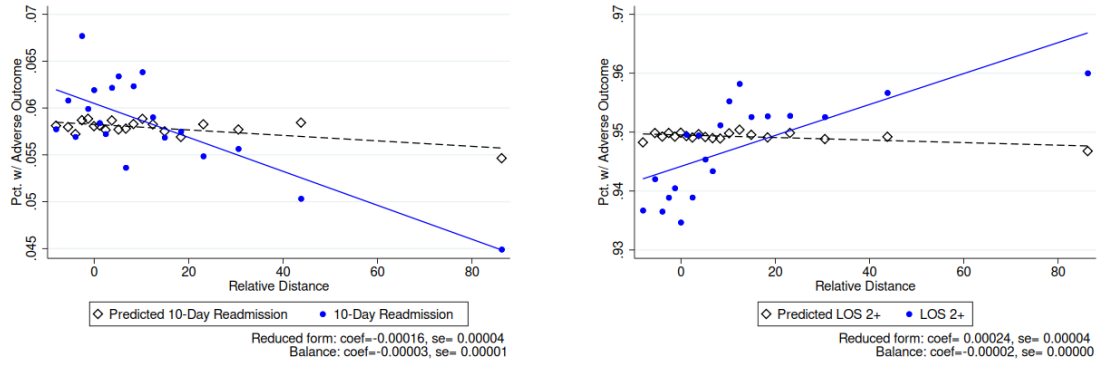 Pct. w/ Adverse Outcome
.07
.065
.06
.055
.05
.045
0 20 40 60 80
Relative Distance
Predicted 10-Day Readmission 10-Day Readmission
Reduced form: coef=-0.00016, se= 0.00004
Balance: coef=-0.00003, se= 0.00001
Pct. w/ Adverse Outcome
.97
.96
.95
.94
.93
0 20 40 60 80
Relative Distance
Predicted LOS 2+ LOS 2+
Reduced form: coef= 0.00024, se= 0.00004
Balance: coef=-0.00002, se= 0.00000